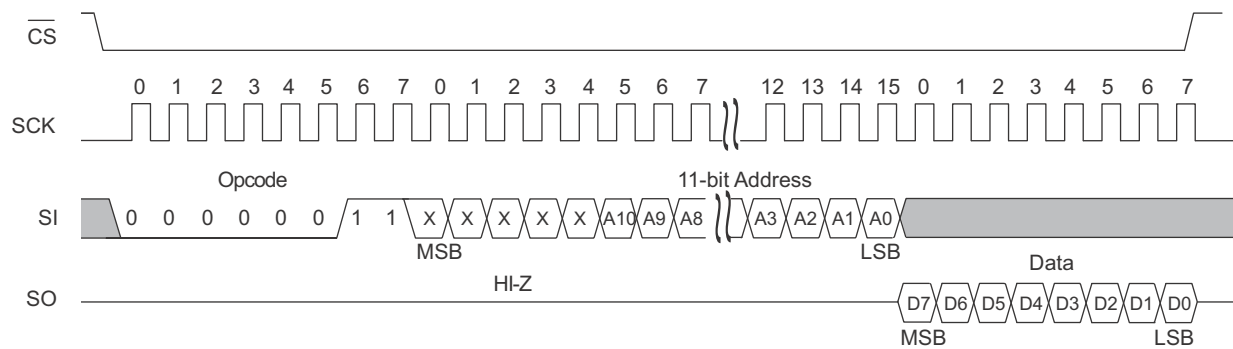 CS
0 1 2 3 4 5 6 7 0 1 2 3 4 5 6 7 12 13 14 15 0 1 2 3 4 5 6 7
SCK
Opcode 11-bit Address
SI 0 0 0 0 0 0 1 1 X X X X X A10 A9 A8 A3 A2 A1 A0
MSB LSB
HI-Z Data
SO D7 D6 D5 D4 D3 D2 D1 D0
MSB LSB